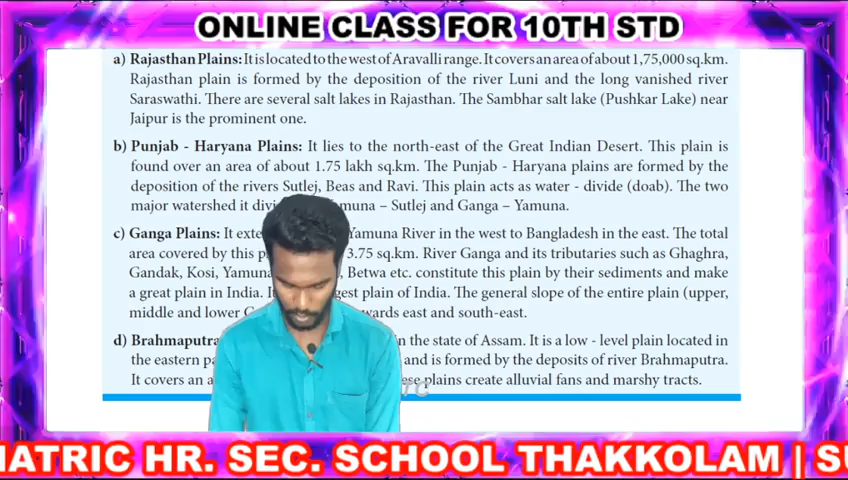 ONLINE CLASS FOR 10TH STD
a) Rajasthan Plains: It is located to the west of Aravalli range. It covers an area of about 1,75,000 sq.km.
Rajasthan plain is formed by the deposition of the river Luni and the long vanished river
Saraswathi. There are several salt lakes in Rajasthan. The Sambhar salt lake (Pushkar Lake) near
Jaipur is the prominent one.
b) Punjab - Haryana Plains: It lies to the north-east of the Great Indian Desert. This plain is
found over an area of about 1.75 lakh sq.km. The Punjab - Haryana plains are formed by the
deposition of the rivers Sutlej, Beas and Ravi. This plain acts as water - divide (doab). The two
major watershed it – Sutlej and Ganga – Yamuna.
c) Ganga Plains: It Yamuna River in the west to Bangladesh in the east. The total
area covered by this 3.75 sq.km. River Ganga and its tributaries such as Ghaghra,
Gandak, Kosi, Yamuna Betwa etc. constitute this plain by their sediments and make
a great plain in India. plain of India. The general slope of the entire plain (upper,
middle and lower east and south-east.
d) Brahmaputra in the state of Assam. It is a low - level plain located in
the eastern and is formed by the deposits of river Brahmaputra.
It covers an plains create alluvial fans and marshy tracts.
HR. SEC. SCHOOL THAKKOLAM |